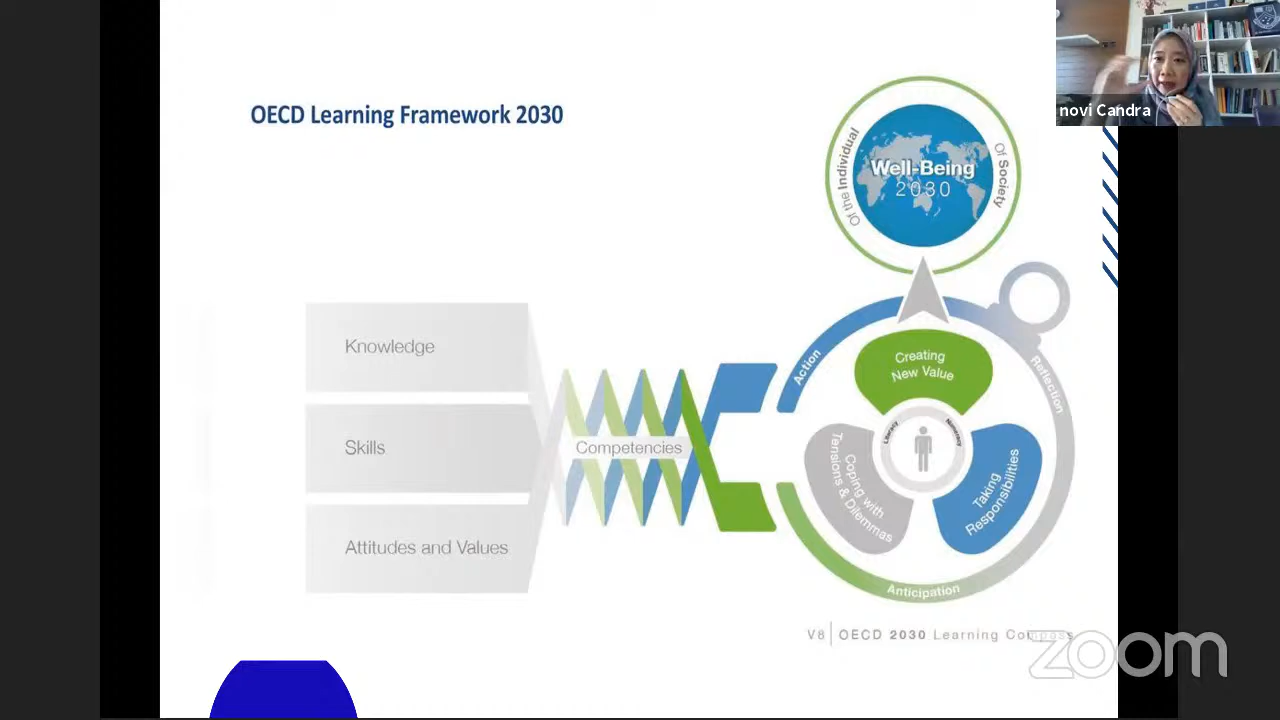 OECD Learning Framework 2030
novi Candra
Of the Individual
Of Society
Well-Being
2030
Knowledge
Skills
Attitudes and Values
Competencies
Action
Reflection
Anticipation
Creating
New Value
Literacy
Numeracy
Coping with
Tensions & Dilemmas
Taking
Responsibilities
V8 | OECD 2030 Learning Compass
zoom